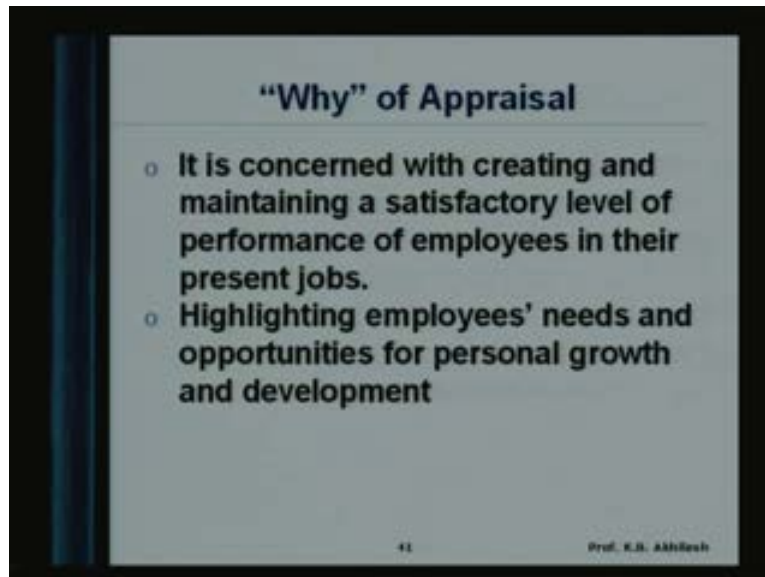 “Why” of Appraisal
o It is concerned with creating and
maintaining a satisfactory level of
performance of employees in their
present jobs.
o Highlighting employees’ needs and
opportunities for personal growth
and development
41
Prof. K.B. Akhilesh